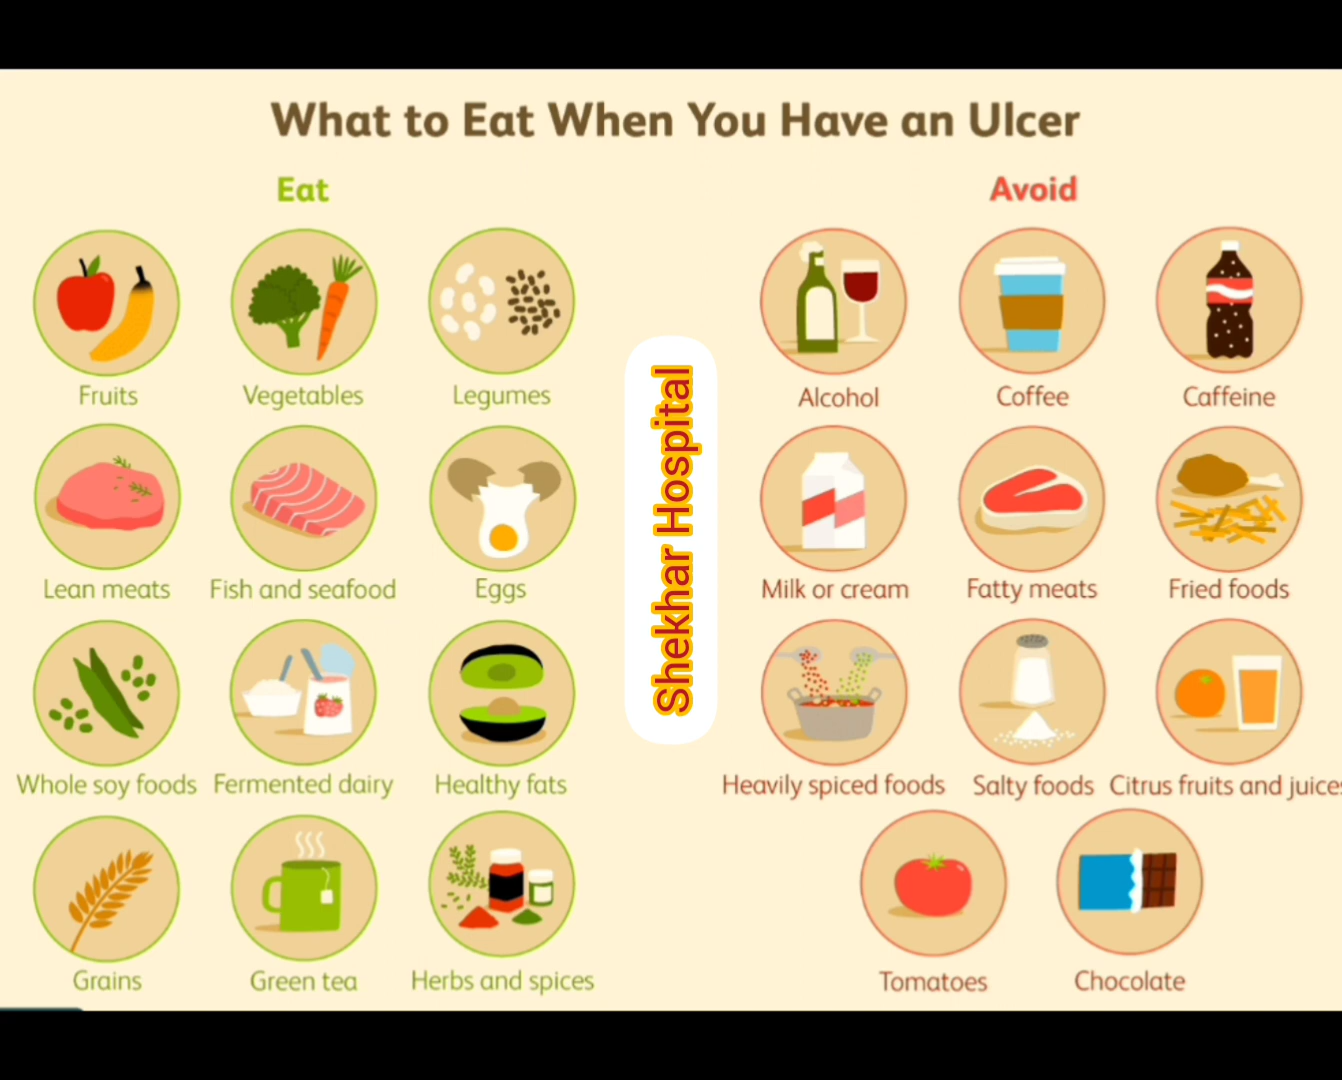 What to Eat When You Have an Ulcer
Eat
Fruits
Vegetables
Legumes
Lean meats
Fish and seafood
Eggs
Whole soy foods
Fermented dairy
Healthy fats
Grains
Green tea
Herbs and spices
Shekhar Hospital
Avoid
Alcohol
Coffee
Caffeine
Milk or cream
Fatty meats
Fried foods
Heavily spiced foods
Salty foods
Citrus fruits and juices
Tomatoes
Chocolate